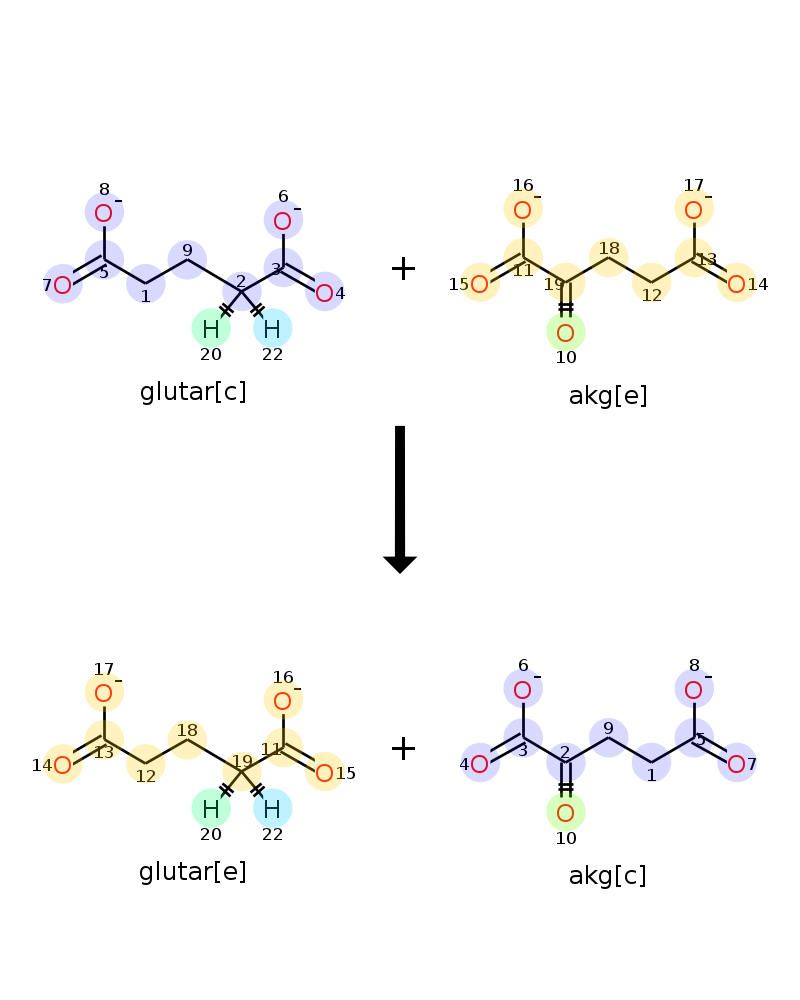 8 6 16 17
O⁻ O⁻ O⁻ O⁻
+
9 18
7 O 5 1 2 3 O 4 15 O 11 19 12 13 O 14
H H O
20 22 10
glutar[c] akg[e]
17 16 6 8
O⁻ O⁻ O⁻ O⁻
+
18 9
14 O 13 12 19 11 O 15 4 O 3 2 1 5 O 7
H H O
20 22 10
glutar[e] akg[c]